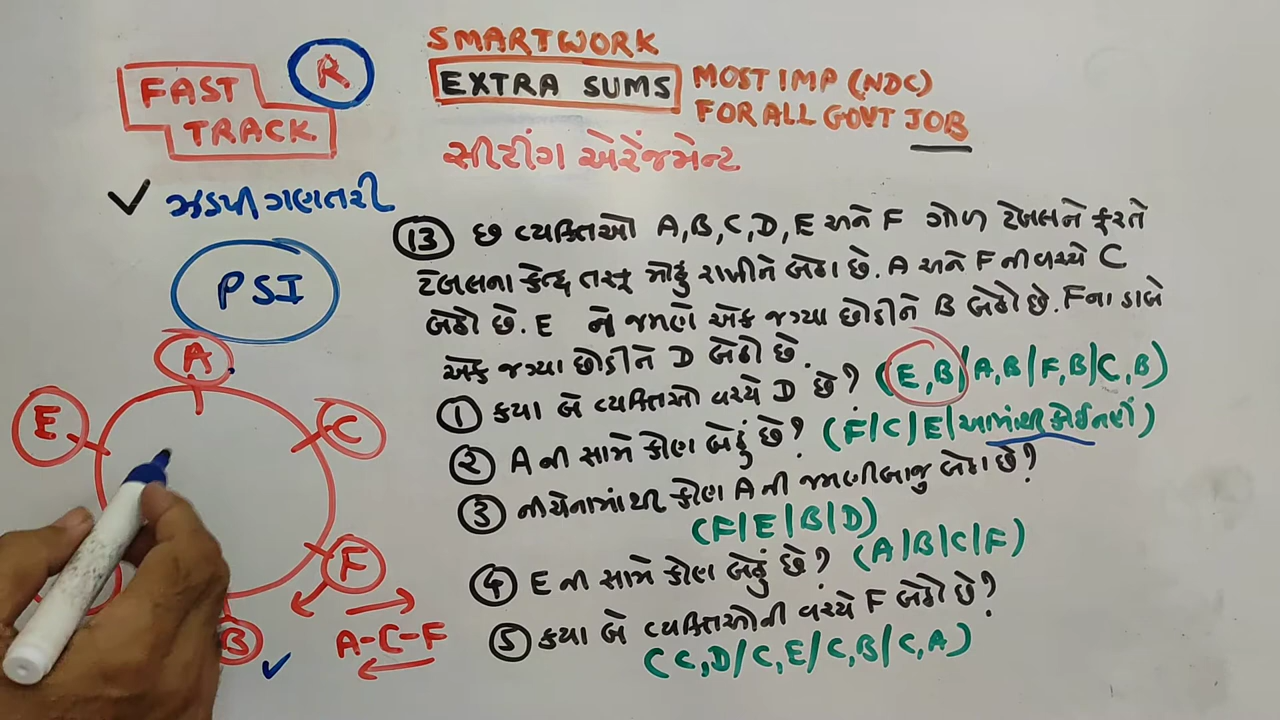 SMARTWORK
FAST
TRACK
R
EXTRA SUMS
MOST IMP (NDC)
FOR ALL GOVT JOB
સીટીંગ એરેંજમેન્ટ
ઝડપી ગણતરી
PSI
(13) છ વ્યક્તિઓ A,B,C,D,E અને F ગોળ ટેબલને ફરતે
ટેબલના કેન્દ્ર તરફ મોઢું રાખીને બેઠા છે. A અને F ની વચ્ચે C
બેઠો છે. E ને જમણે એક જગ્યા છોડીને B બેઠો છે. F ના ડાબે
એક જગ્યા છોડીને D બેઠો છે.
(1) કયા બે વ્યક્તિઓ વચ્ચે D છે? (E,B/A,B/F,B/C,B)
(2) A ની સામે કોણ બેઠું છે? (F/C/E/આમાંથી કોઈ નહીં)
(3) નીચેનામાંથી કોણ A ની જમણીબાજુ બેઠા છે?
(F/E/B/D)
(4) E ની સામે કોણ બેઠું છે? (A/B/C/F)
(5) કયા બે વ્યક્તિઓની વચ્ચે F બેઠો છે?
(C,D/C,E/C,B/C,A)
A
E
C
F
B
A-C-F